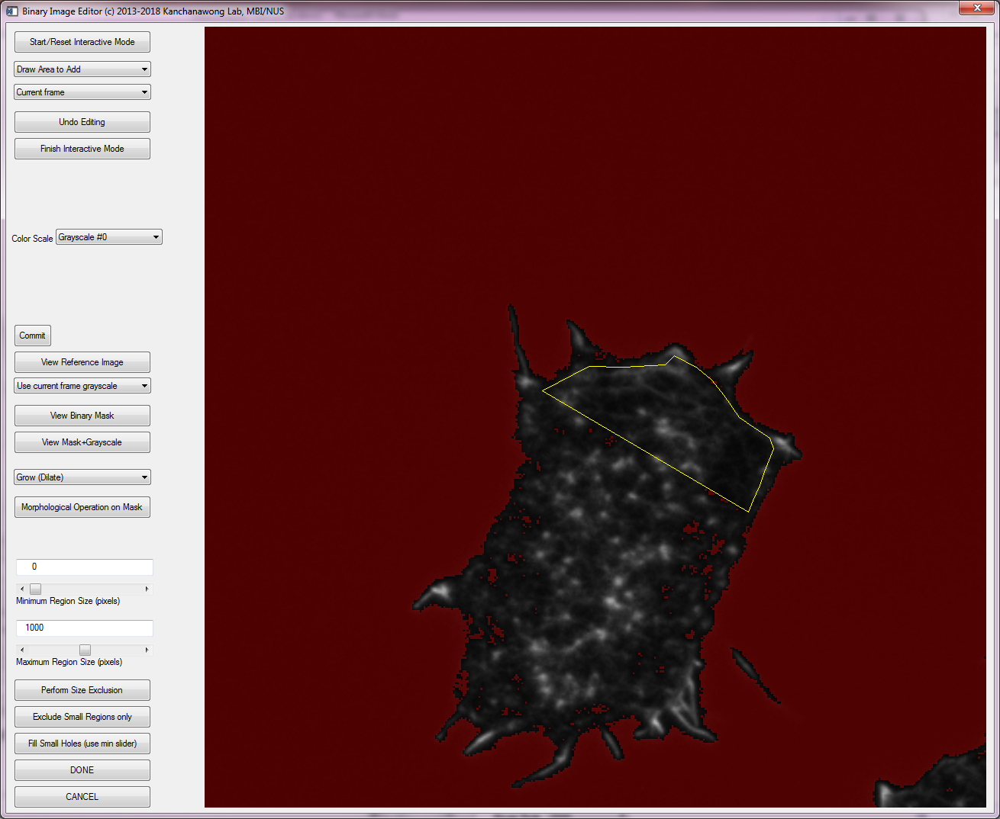 Binary Image Editor (c) 2013-2018 Kanchanawong Lab, MBI/NUS
Start/Reset Interactive Mode
Draw Area to Add
Current frame
Undo Editing
Finish Interactive Mode
Color Scale Grayscale #0
Commit
View Reference Image
Use current frame grayscale
View Binary Mask
View Mask+Grayscale
Grow (Dilate)
Morphological Operation on Mask
0
Minimum Region Size (pixels)
1000
Maximum Region Size (pixels)
Perform Size Exclusion
Exclude Small Regions only
Fill Small Holes (use min slider)
DONE
CANCEL